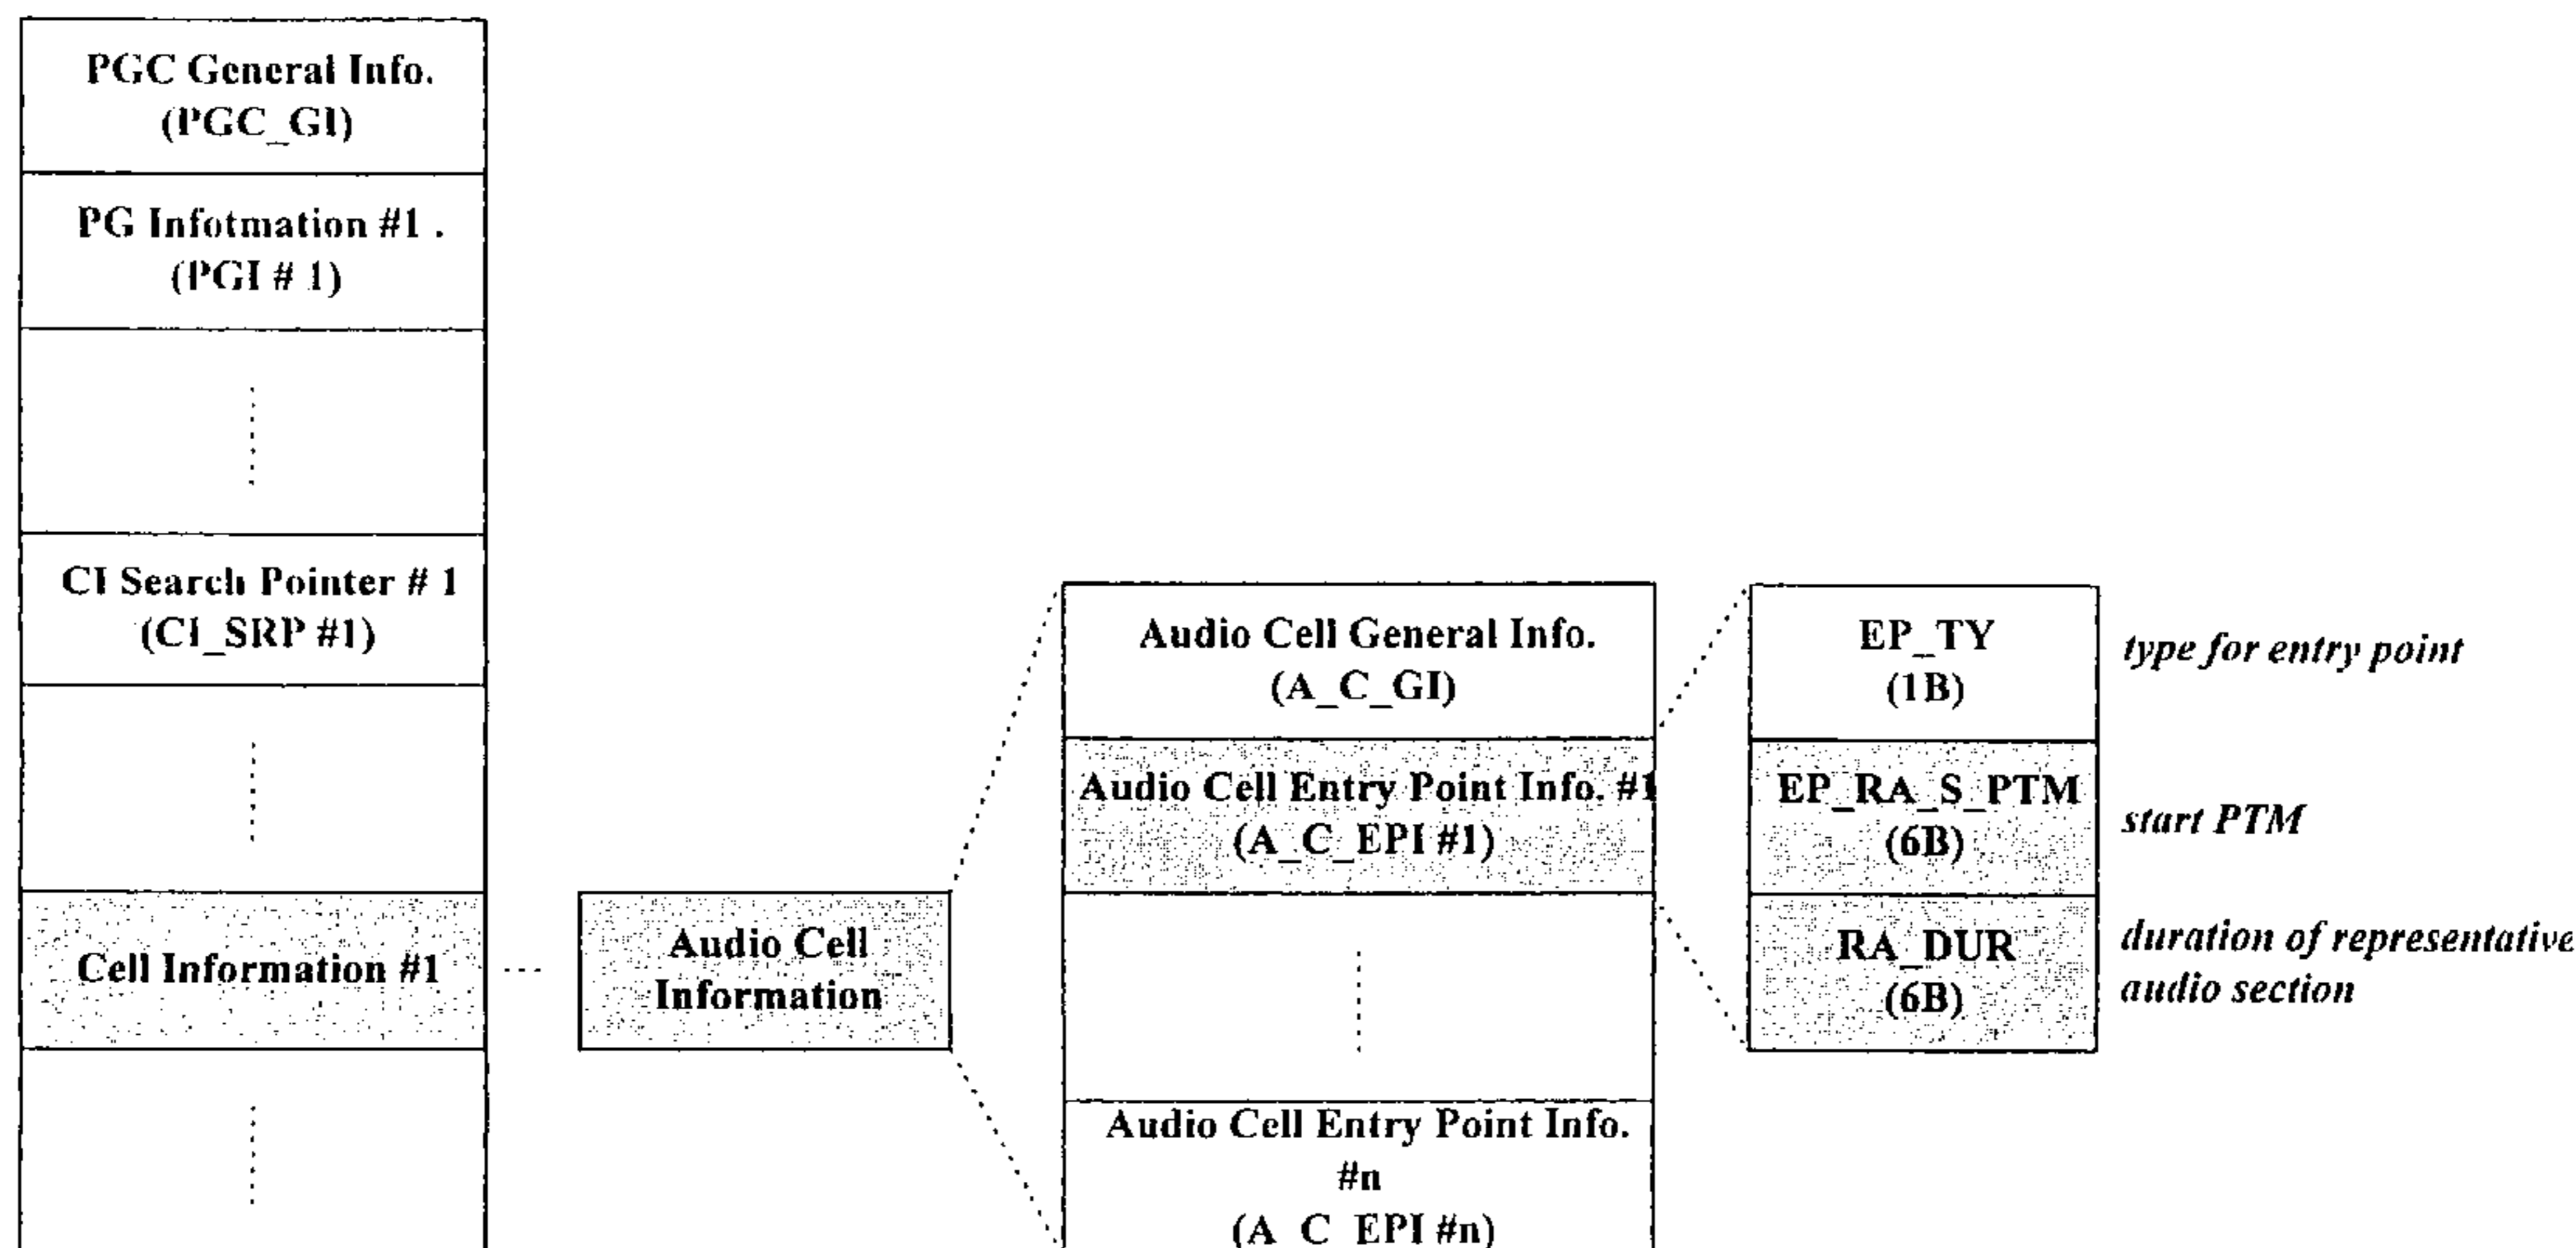 PGC General Info.
(PGC_GI)
PG Infotmation #1 .
(PGI # 1)
CI Search Pointer # 1
(CI_SRP #1)
Cell Information #1
Audio Cell
Information
Audio Cell General Info.
(A_C_GI)
Audio Cell Entry Point Info. #1
(A_C_EPI #1)
Audio Cell Entry Point Info.
#n
(A_C_EPI #n)
EP_TY
(1B)
type for entry point
EP_RA_S_PTM
(6B)
start PTM
RA_DUR
(6B)
duration of representative
audio section